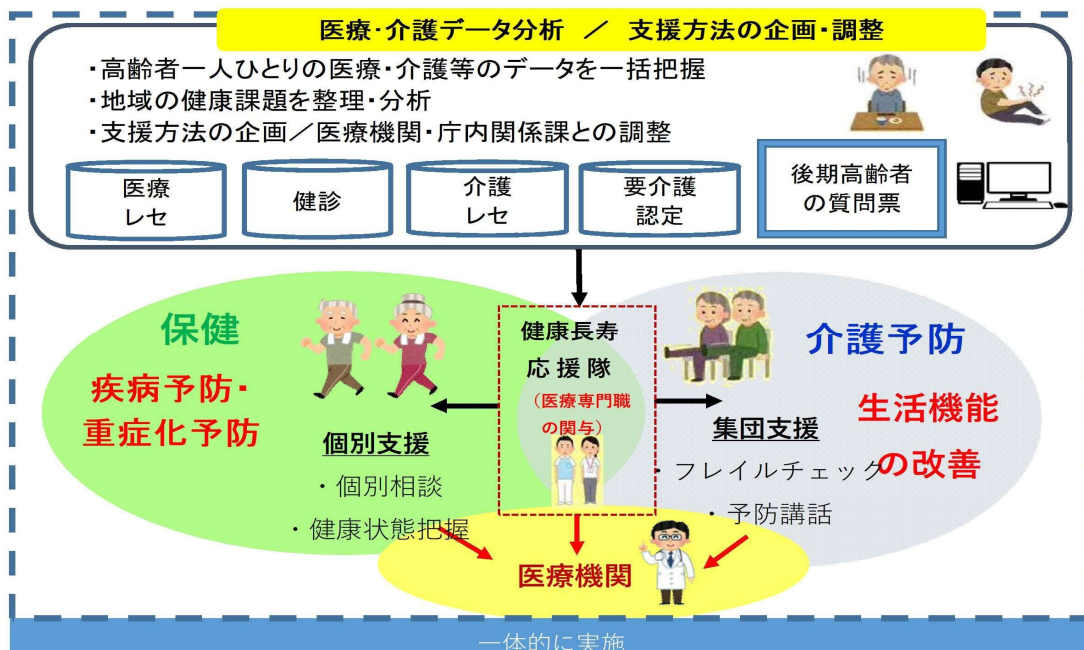 医療・介護データ分析 ／ 支援方法の企画・調整
・高齢者一人ひとりの医療・介護等のデータを一括把握
・地域の健康課題を整理・分析
・支援方法の企画／医療機関・庁内関係課との調整
医療
レセ
健診
介護
レセ
要介護
認定
後期高齢者
の質問票
保健
疾病予防・
重症化予防
個別支援
・個別相談
・健康状態把握
健康長寿
応援隊
（医療専門職
の関与）
介護予防
生活機能
の改善
集団支援
・フレイルチェック
・予防講話
医療機関
一体的に実施